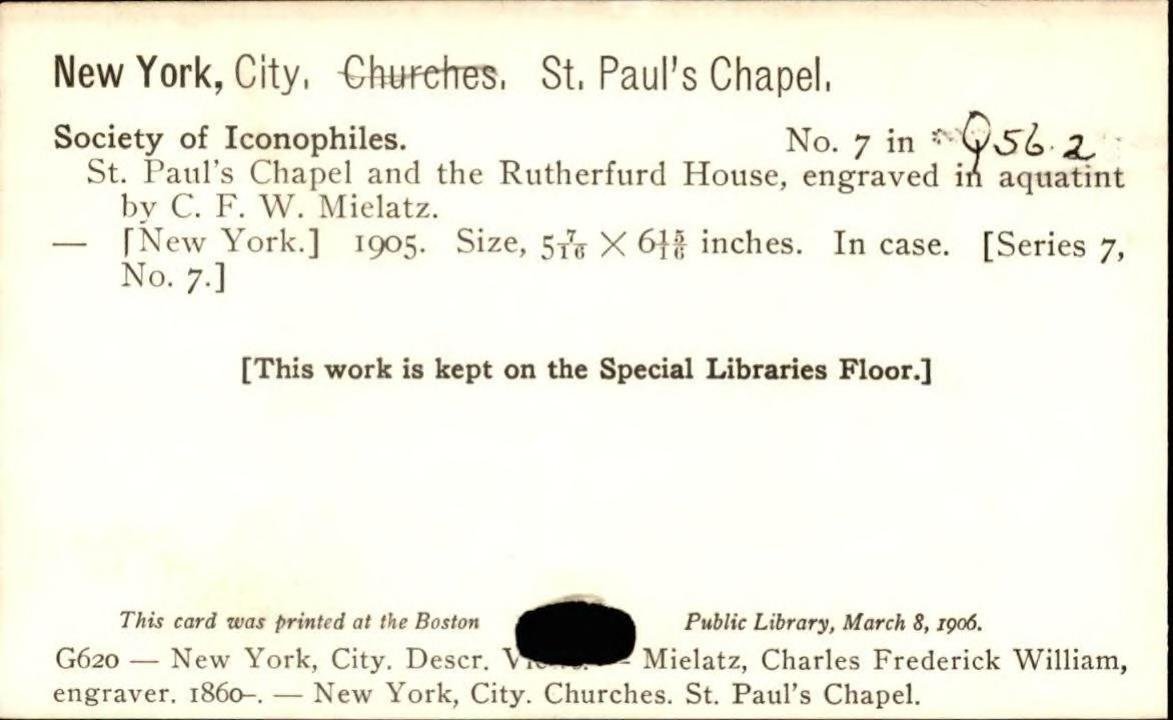 New York, City. Churches. St. Paul's Chapel.
Society of Iconophiles. No. 7 in Q56.2
St. Paul's Chapel and the Rutherfurd House, engraved in aquatint
by C. F. W. Mielatz.
— [New York.] 1905. Size, 5 7/16 × 6 15/16 inches. In case. [Series 7,
No. 7.]
[This work is kept on the Special Libraries Floor.]
This card was printed at the Boston Public Library, March 8, 1906.
G620 — New York, City. Descr. Views. — Mielatz, Charles Frederick William,
engraver. 1860–. — New York, City. Churches. St. Paul's Chapel.